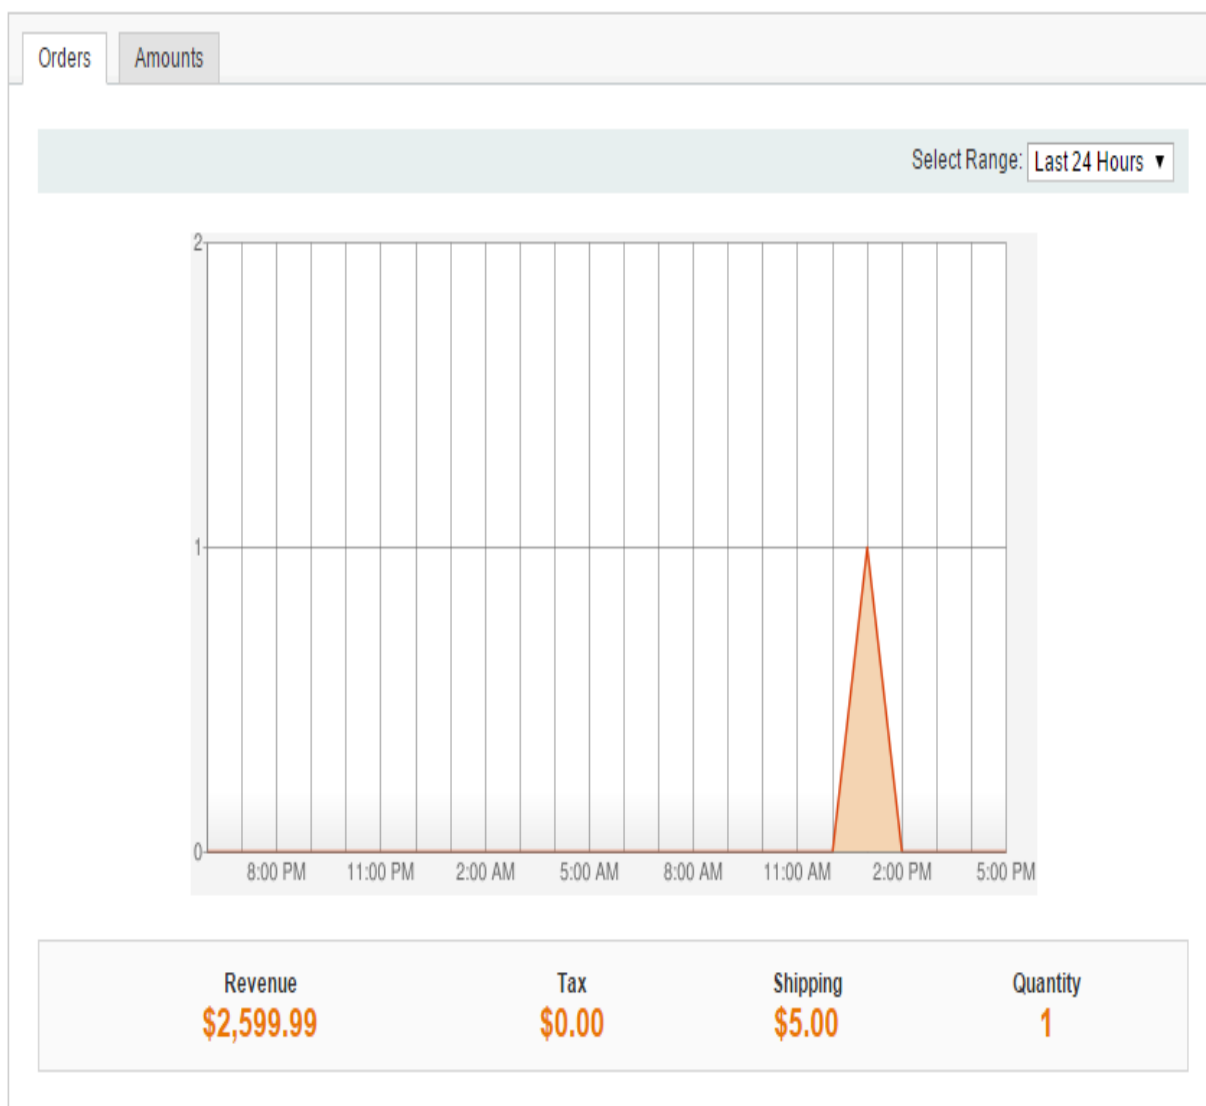 Orders Amounts
Select Range: Last 24 Hours ▼
2
1
0
8:00 PM 11:00 PM 2:00 AM 5:00 AM 8:00 AM 11:00 AM 2:00 PM 5:00 PM
Revenue Tax Shipping Quantity
$2,599.99 $0.00 $5.00 1